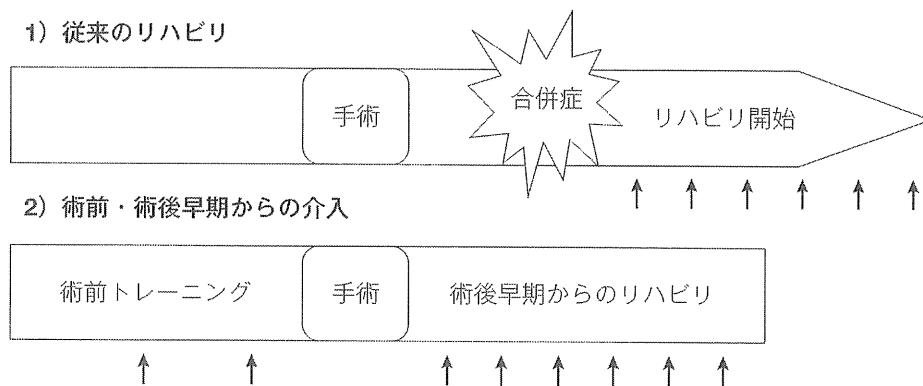 1）従来のリハビリ
手術
合併症
リハビリ開始
2）術前・術後早期からの介入
術前トレーニング
手術
術後早期からのリハビリ